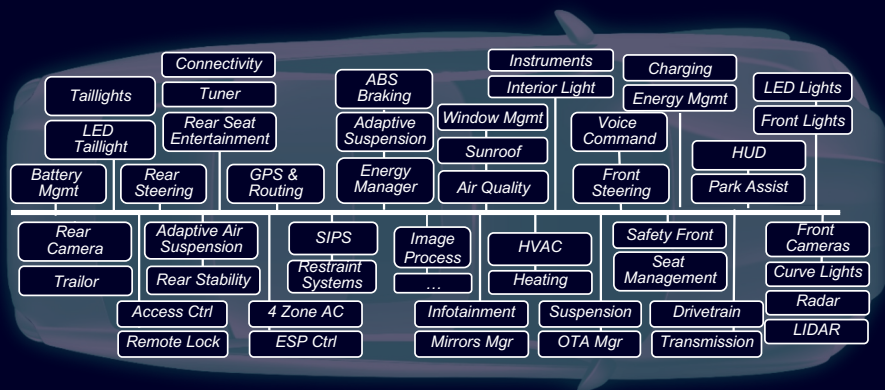 Connectivity
Tuner
Rear Seat
Entertainment
Taillights
LED
Taillight
Battery
Mgmt
Rear
Steering
GPS &
Routing
ABS
Braking
Adaptive
Suspension
Energy
Manager
Window Mgmt
Sunroof
Air Quality
Instruments
Interior Light
Voice
Command
Front
Steering
Charging
Energy Mgmt
HUD
Park Assist
LED Lights
Front Lights
Rear
Camera
Trailor
Adaptive Air
Suspension
Rear Stability
SIPS
Restraint
Systems
Image
Process
…
HVAC
Heating
Safety Front
Seat
Management
Front
Cameras
Curve Lights
Radar
LIDAR
Access Ctrl
Remote Lock
4 Zone AC
ESP Ctrl
Infotainment
Mirrors Mgr
Suspension
OTA Mgr
Drivetrain
Transmission